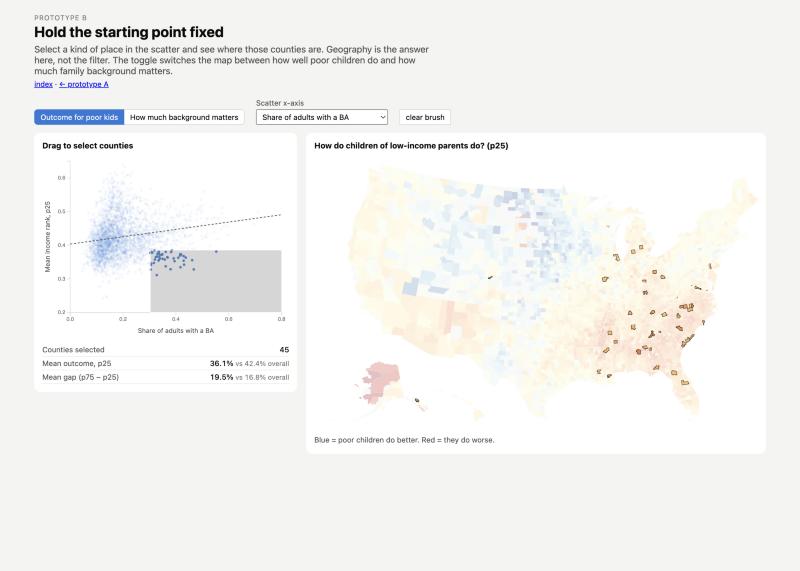 PROTOTYPE B
Hold the starting point fixed
Select a kind of place in the scatter and see where those counties are. Geography is the answer
here, not the filter. The toggle switches the map between how well poor children do and how
much family background matters.
index · ← prototype A
Scatter x-axis
Outcome for poor kids
How much background matters
Share of adults with a BA
clear brush
Drag to select counties
Mean income rank, p25
0.6
0.5
0.4
0.3
0.2
0.0
0.2
0.4
0.6
0.8
Share of adults with a BA
Counties selected 45
Mean outcome, p25 36.1% vs 42.4% overall
Mean gap (p75 – p25) 19.5% vs 16.8% overall
How do children of low-income parents do? (p25)
Blue = poor children do better. Red = they do worse.